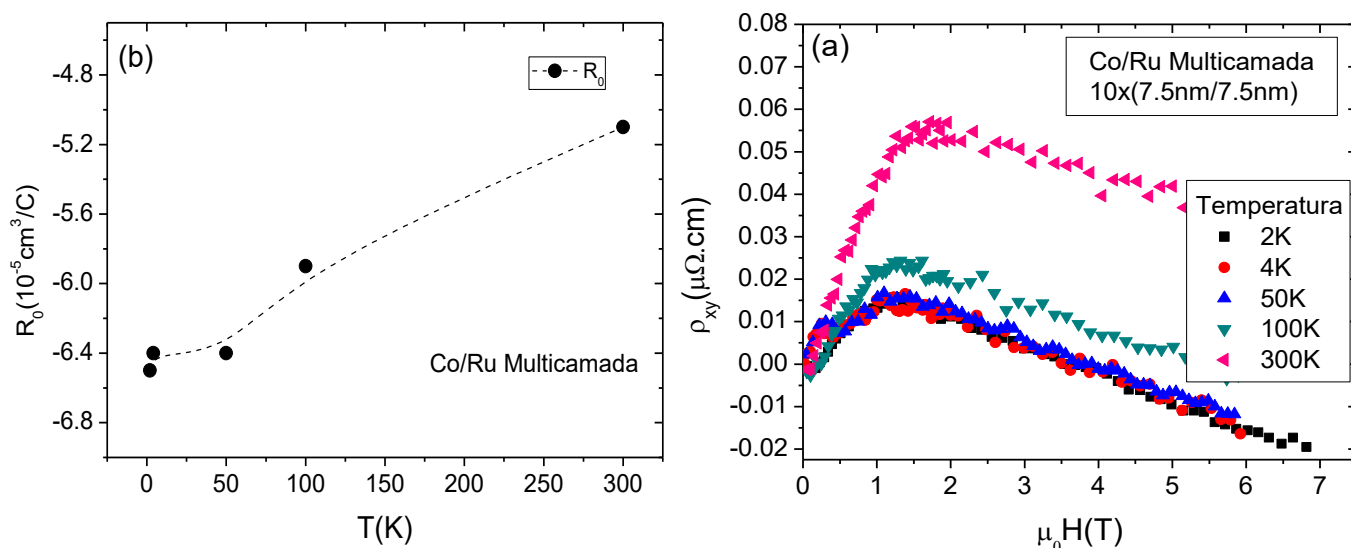 (b)
R₀
-4.8
-5.2
-5.6
-6.0
-6.4
-6.8
R₀(10⁻⁵cm³/C)
Co/Ru Multicamada
0 50 100 150 200 250 300
T(K)
(a)
Co/Ru Multicamada
10x(7.5nm/7.5nm)
0.08
0.07
0.06
0.05
0.04
0.03
0.02
0.01
0.00
-0.01
-0.02
ρxy(μΩ.cm)
Temperatura
2K
4K
50K
100K
300K
0 1 2 3 4 5 6 7
μ₀H(T)